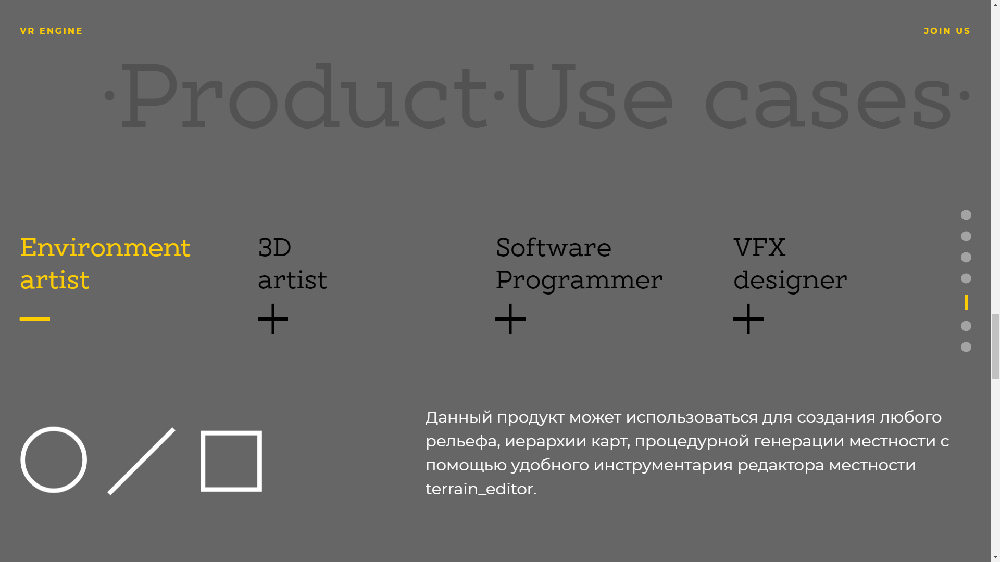 VR ENGINE
JOIN US
·Product·Use cases·
Environment
artist
3D
artist
Software
Programmer
VFX
designer
Данный продукт может использоваться для создания любого
рельефа, иерархии карт, процедурной генерации местности с
помощью удобного инструментария редактора местности
terrain_editor.